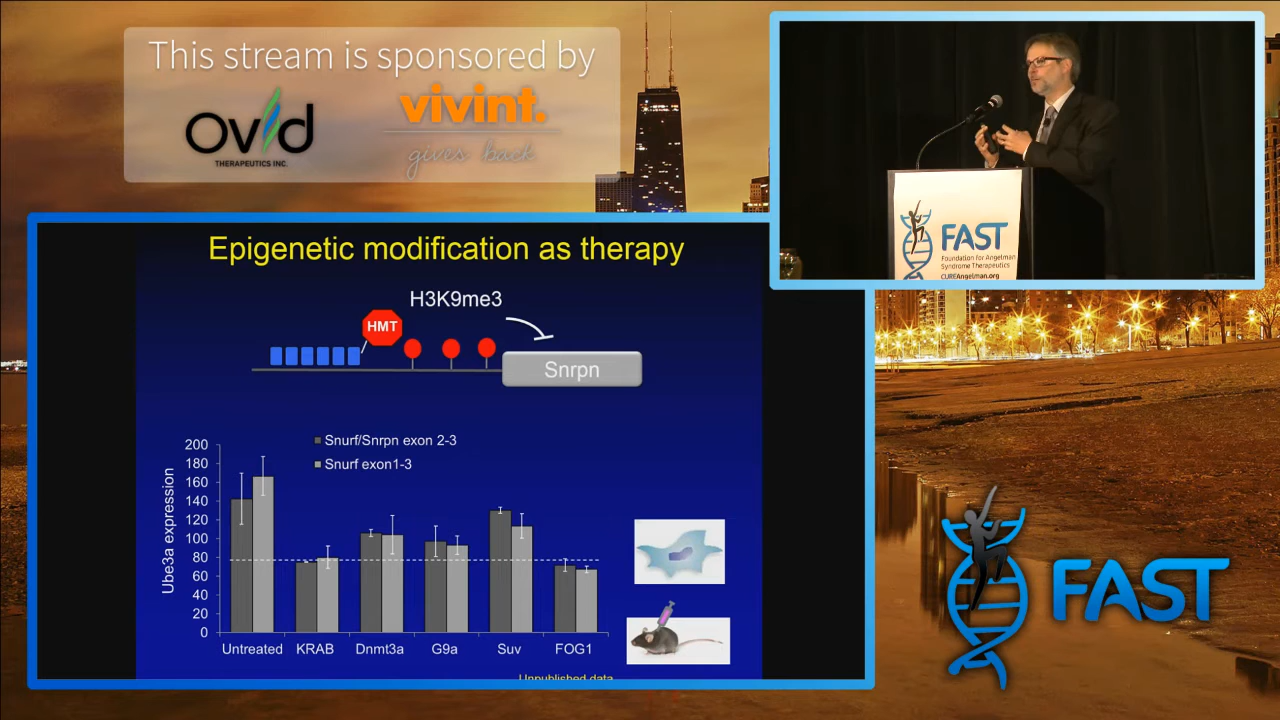 This stream is sponsored by
ovid
THERAPEUTICS INC.
vivint.
gives back
FAST
Foundation for Angelman
Syndrome Therapeutics
CUREAngelman.org
Epigenetic modification as therapy
H3K9me3
HMT
Snrpn
Snurf/Snrpn exon 2-3
Snurf exon1-3
Ube3a expression
200
180
160
140
120
100
80
60
40
20
0
Untreated KRAB Dnmt3a G9a Suv FOG1
Unpublished data
FAST